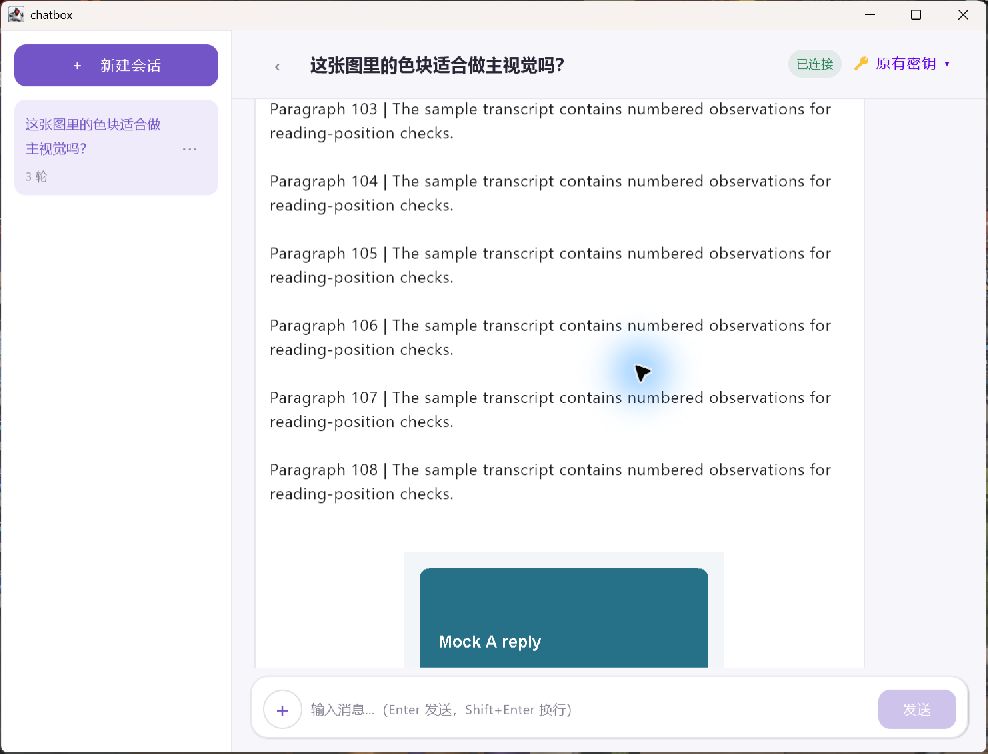 chatbox
+ 新建会话
这张图里的色块适合做
主视觉吗?
...
3 轮
‹ 这张图里的色块适合做主视觉吗?
已连接
原有密钥
Paragraph 103 | The sample transcript contains numbered observations for
reading-position checks.
Paragraph 104 | The sample transcript contains numbered observations for
reading-position checks.
Paragraph 105 | The sample transcript contains numbered observations for
reading-position checks.
Paragraph 106 | The sample transcript contains numbered observations for
reading-position checks.
Paragraph 107 | The sample transcript contains numbered observations for
reading-position checks.
Paragraph 108 | The sample transcript contains numbered observations for
reading-position checks.
Mock A reply
+ 输入消息... (Enter 发送, Shift+Enter 换行)
发送